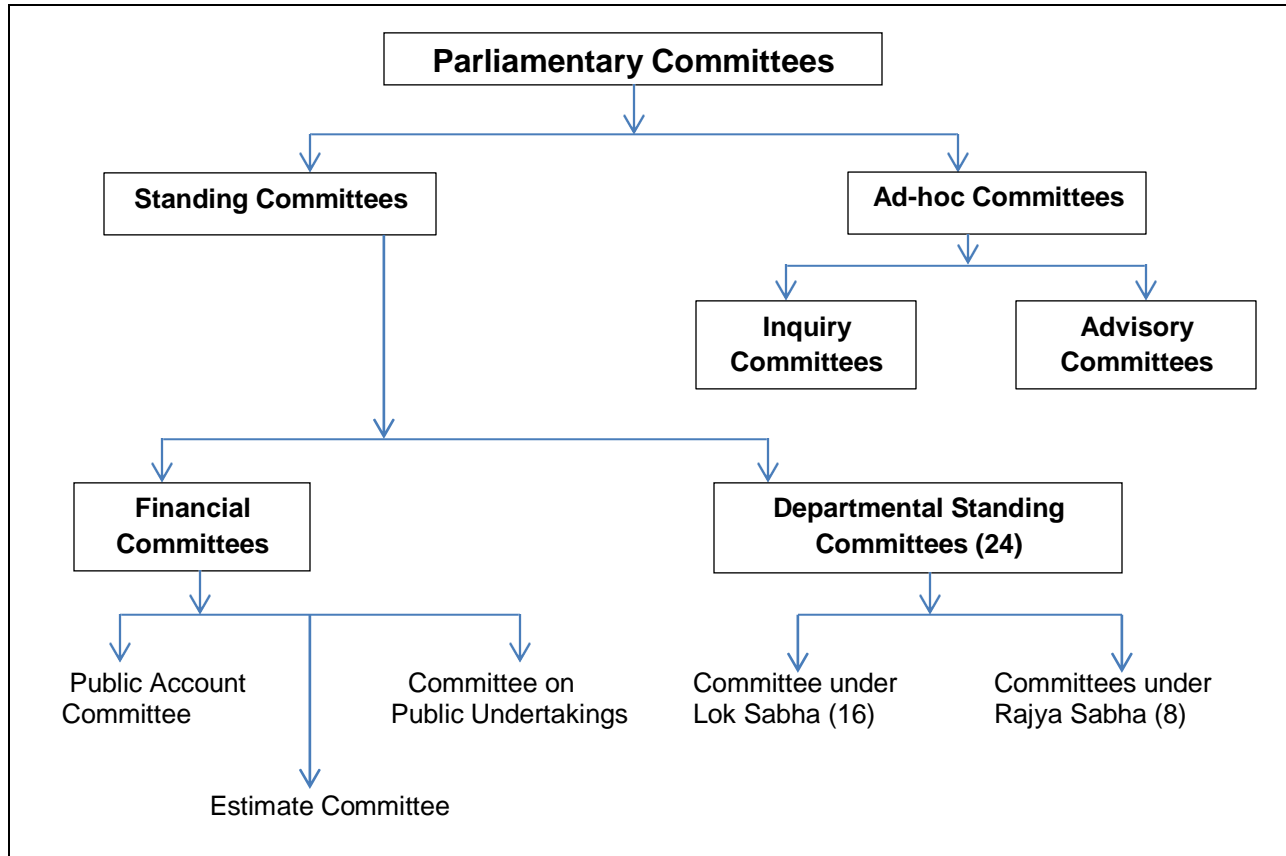 Parliamentary Committees
Standing Committees
Ad-hoc Committees
Inquiry
Committees
Advisory
Committees
Financial
Committees
Departmental Standing
Committees (24)
Public Account
Committee
Committee on
Public Undertakings
Committee under
Lok Sabha (16)
Committees under
Rajya Sabha (8)
Estimate Committee